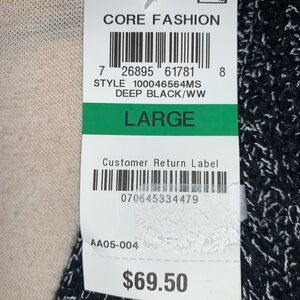 CORE FASHION
7 26895 61781 8
STYLE 100046564MS
DEEP BLACK/WW
LARGE
Customer Return Label
070645334479
AA05-004
$69.50